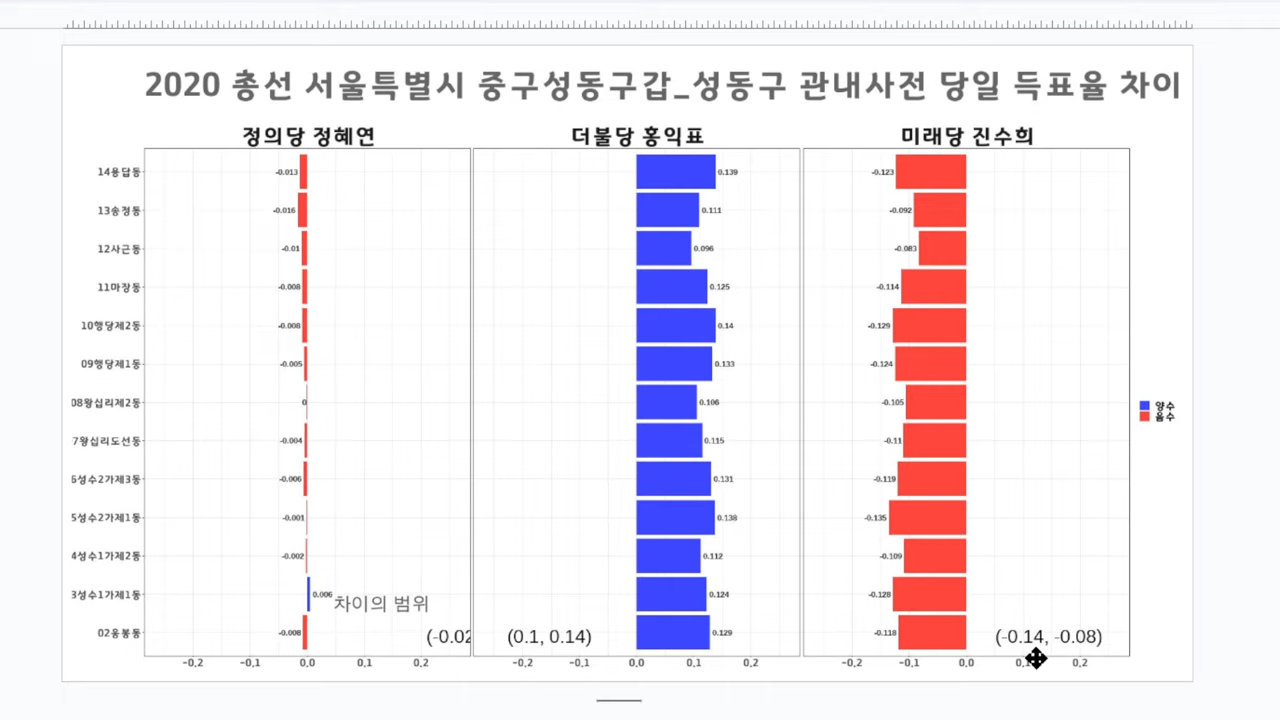 2020 총선 서울특별시 중구성동구갑_성동구 관내사전 당일 득표율 차이
정의당 정혜연 더불당 홍익표 미래당 진수희
14용답동 -0.013 0.139 -0.123
13송정동 -0.016 0.111 -0.092
12사근동 -0.01 0.096 -0.083
11마장동 -0.008 0.125 -0.114
10행당제2동 -0.008 0.14 -0.129
09행당제1동 -0.005 0.133 -0.124
08왕십리제2동 0 0.106 -0.105
7왕십리도선동 -0.004 0.115 -0.11
6성수2가제3동 -0.006 0.131 -0.119
5성수2가제1동 -0.001 0.138 -0.135
4성수1가제2동 -0.002 0.112 -0.109
3성수1가제1동 0.006 0.124 -0.128
차이의 범위
02응봉동 -0.008 0.129 -0.118
(-0.02 (0.1, 0.14) (-0.14, -0.08)
-0.2 -0.1 0.0 0.1 0.2 -0.2 -0.1 0.0 0.1 0.2 -0.2 -0.1 0.0 0.2
양수
음수